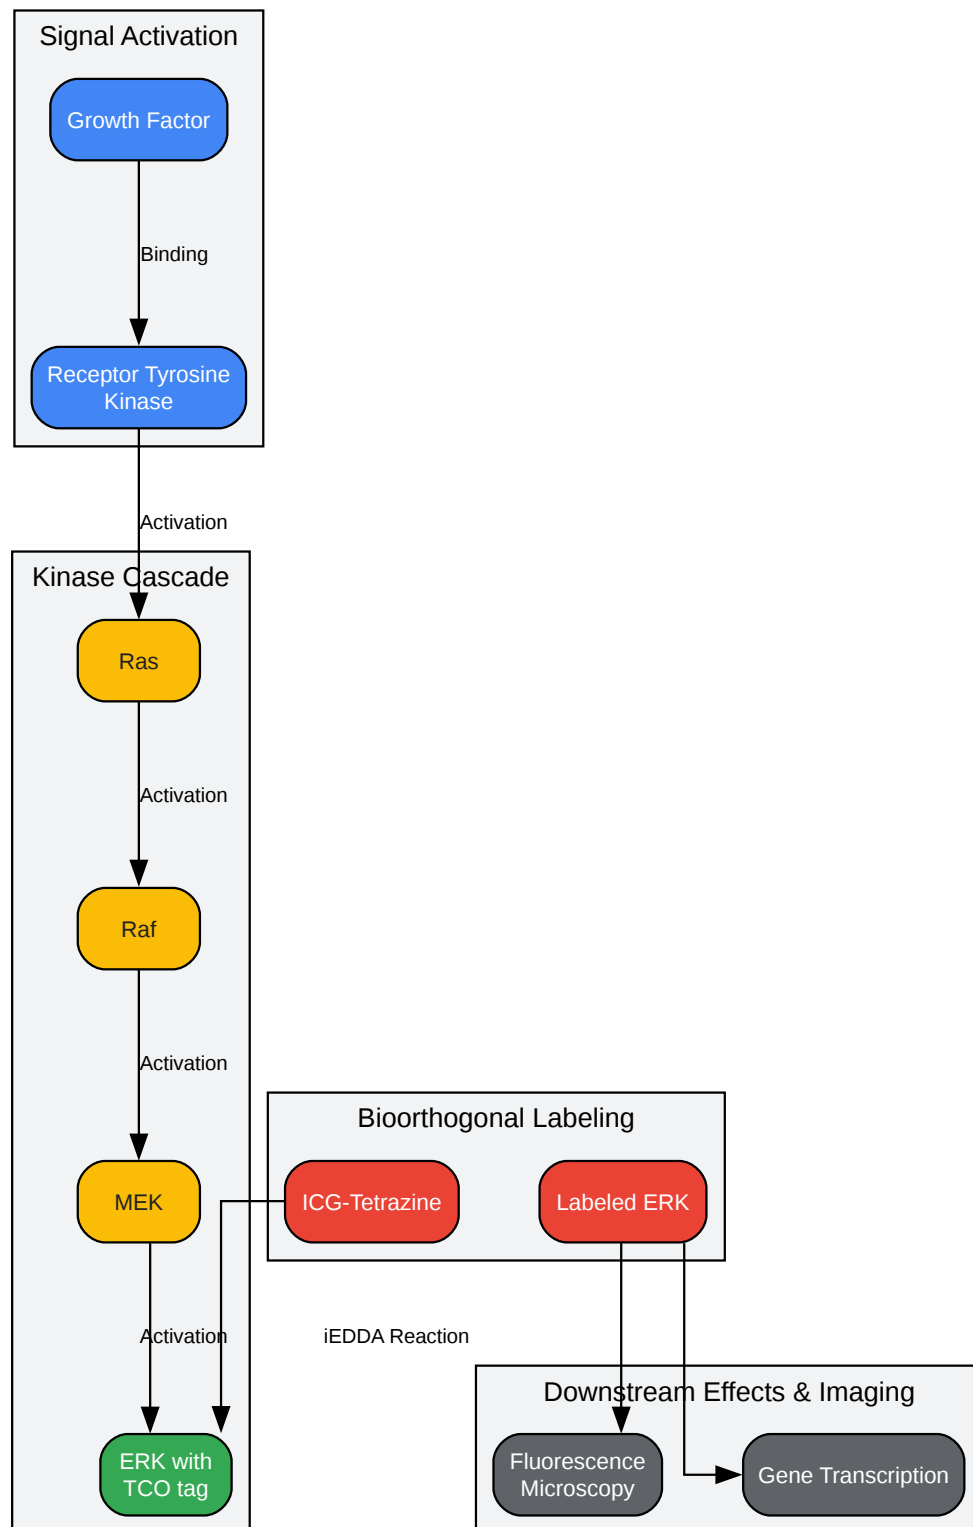 Signal Activation
Growth Factor
Binding
Receptor Tyrosine
Kinase
Activation
Kinase Cascade
Ras
Activation
Raf
Activation
Bioorthogonal Labeling
MEK
ICG-Tetrazine
Labeled ERK
Activation
iEDDA Reaction
Downstream Effects & Imaging
ERK with
TCO tag
Fluorescence
Microscopy
Gene Transcription